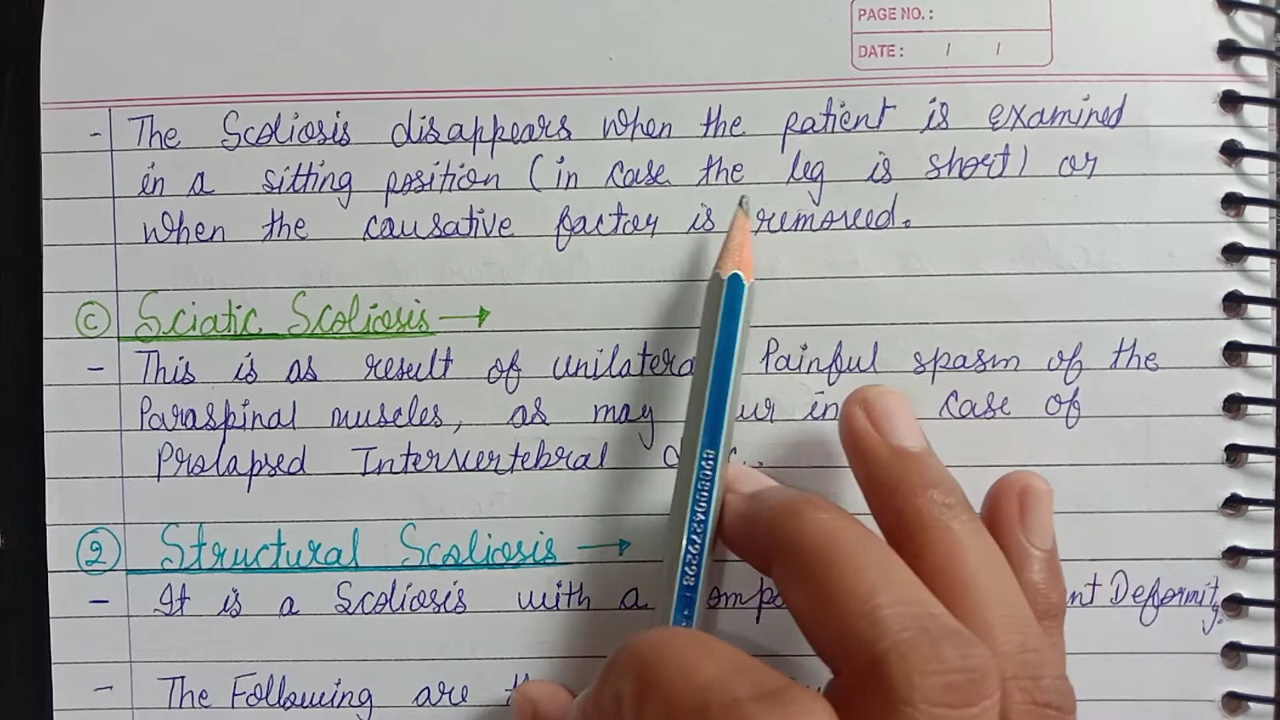 PAGE NO. :
DATE : / /
- The Scoliosis disappears when the patient is examined
in a sitting position (in case the leg is short) or
when the causative factor is removed.
© Sciatic Scoliosis →
- This is as result of Painful spasm of the
Paraspinal muscles, as may in case of
Prolapsed Intervertebral
② Structural Scoliosis →
- It is a Scoliosis with a Deformity.
- The Following are
0908004279298